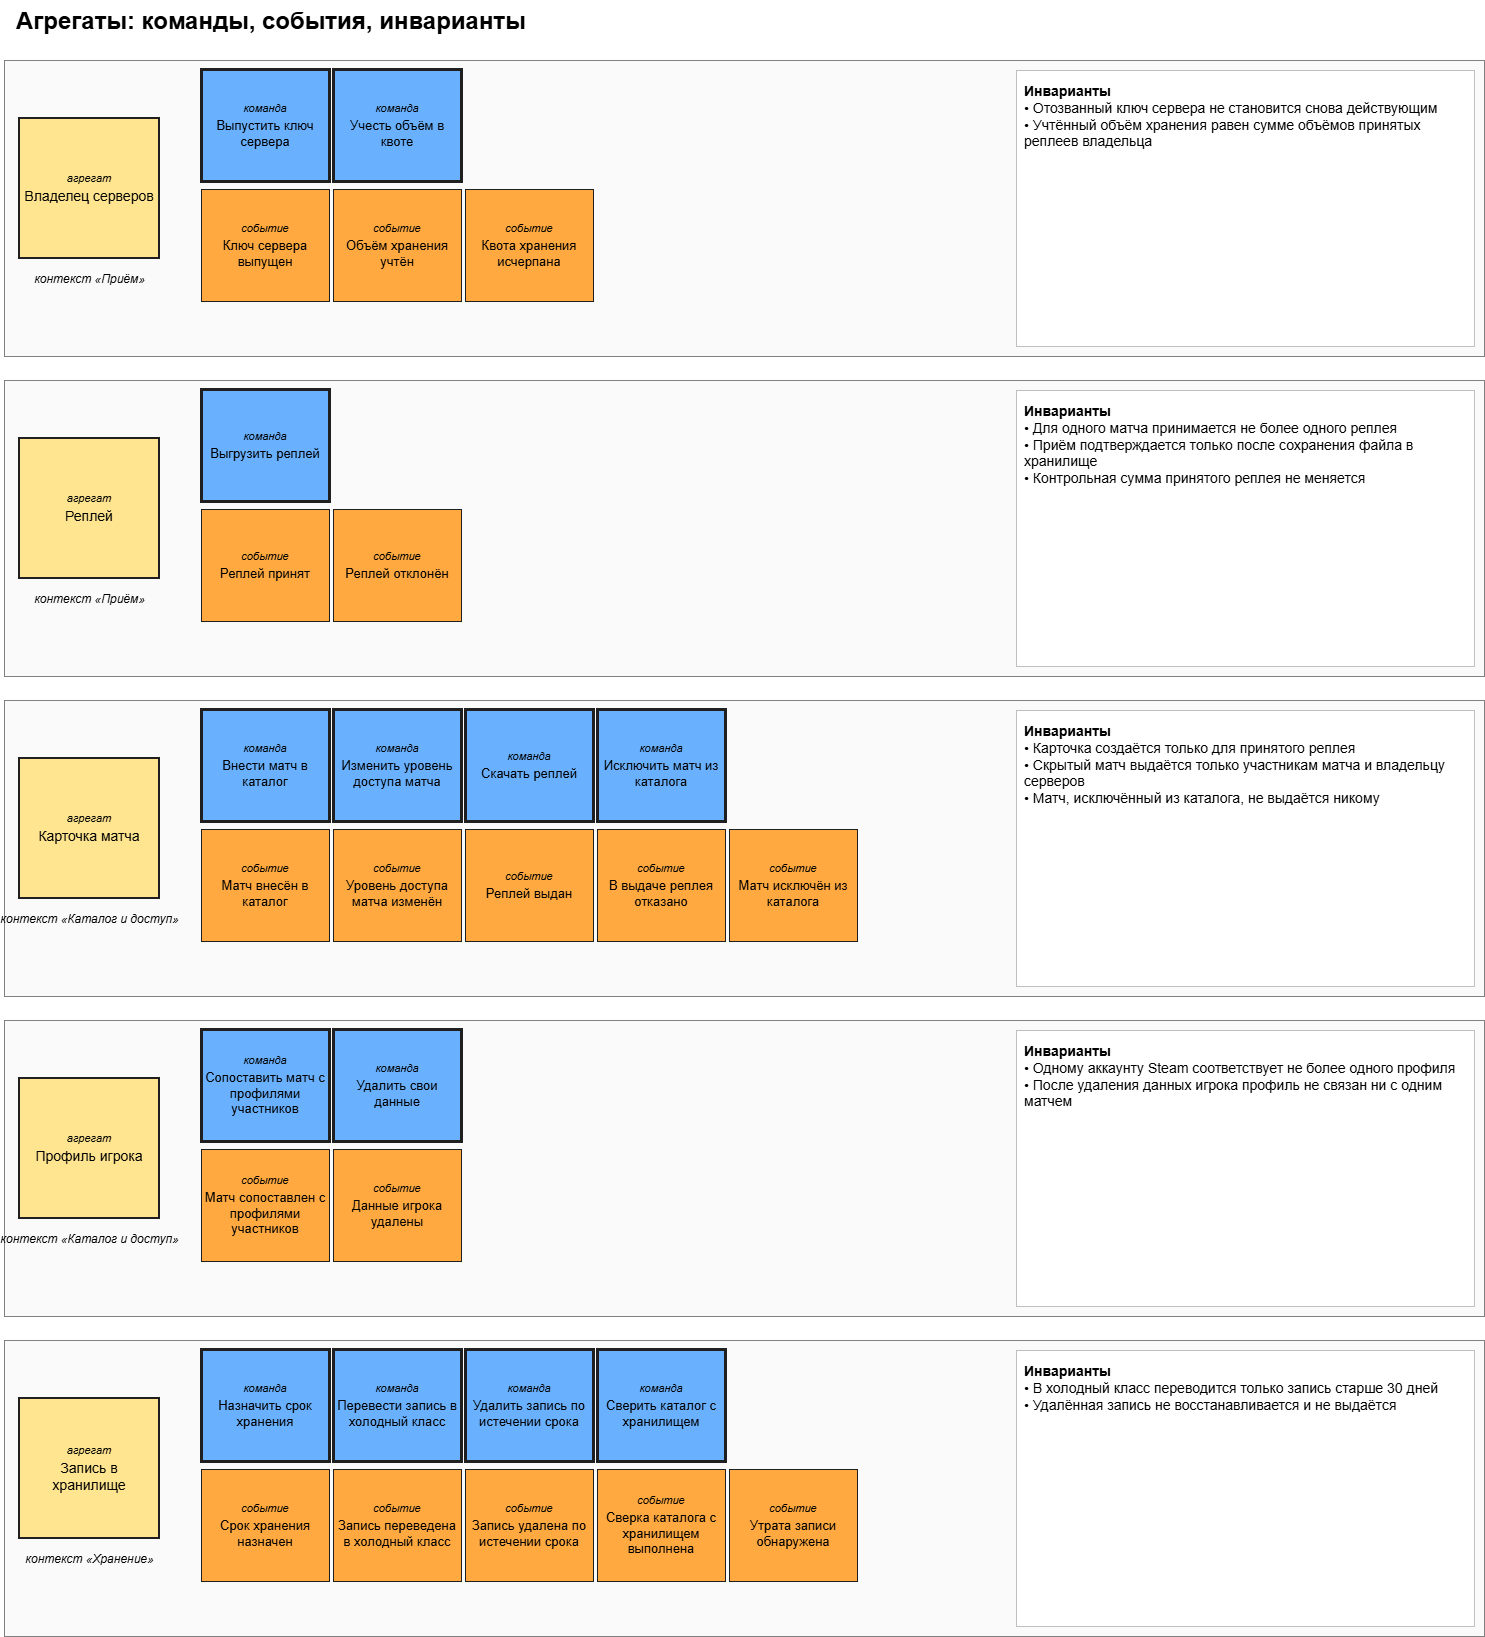 Агрегаты: команды, события, инварианты
агрегат
Владелец серверов
контекст «Приём»
команда
Выпустить ключ
сервера
команда
Учесть объём в
квоте
событие
Ключ сервера
выпущен
событие
Объём хранения
учтён
событие
Квота хранения
исчерпана
Инварианты
• Отозванный ключ сервера не становится снова действующим
• Учтённый объём хранения равен сумме объёмов принятых
реплеев владельца
агрегат
Реплей
контекст «Приём»
команда
Выгрузить реплей
событие
Реплей принят
событие
Реплей отклонён
Инварианты
• Для одного матча принимается не более одного реплея
• Приём подтверждается только после сохранения файла в
хранилище
• Контрольная сумма принятого реплея не меняется
агрегат
Карточка матча
контекст «Каталог и доступ»
команда
Внести матч в
каталог
команда
Изменить уровень
доступа матча
команда
Скачать реплей
команда
Исключить матч из
каталога
событие
Матч внесён в
каталог
событие
Уровень доступа
матча изменён
событие
Реплей выдан
событие
В выдаче реплея
отказано
событие
Матч исключён из
каталога
Инварианты
• Карточка создаётся только для принятого реплея
• Скрытый матч выдаётся только участникам матча и владельцу
серверов
• Матч, исключённый из каталога, не выдаётся никому
агрегат
Профиль игрока
контекст «Каталог и доступ»
команда
Сопоставить матч с
профилями
участников
команда
Удалить свои
данные
событие
Матч сопоставлен с
профилями
участников
событие
Данные игрока
удалены
Инварианты
• Одному аккаунту Steam соответствует не более одного профиля
• После удаления данных игрока профиль не связан ни с одним
матчем
агрегат
Запись в
хранилище
контекст «Хранение»
команда
Назначить срок
хранения
команда
Перевести запись в
холодный класс
команда
Удалить запись по
истечении срока
команда
Сверить каталог с
хранилищем
событие
Срок хранения
назначен
событие
Запись переведена
в холодный класс
событие
Запись удалена по
истечении срока
событие
Сверка каталога с
хранилищем
выполнена
событие
Утрата записи
обнаружена
Инварианты
• В холодный класс переводится только запись старше 30 дней
• Удалённая запись не восстанавливается и не выдаётся